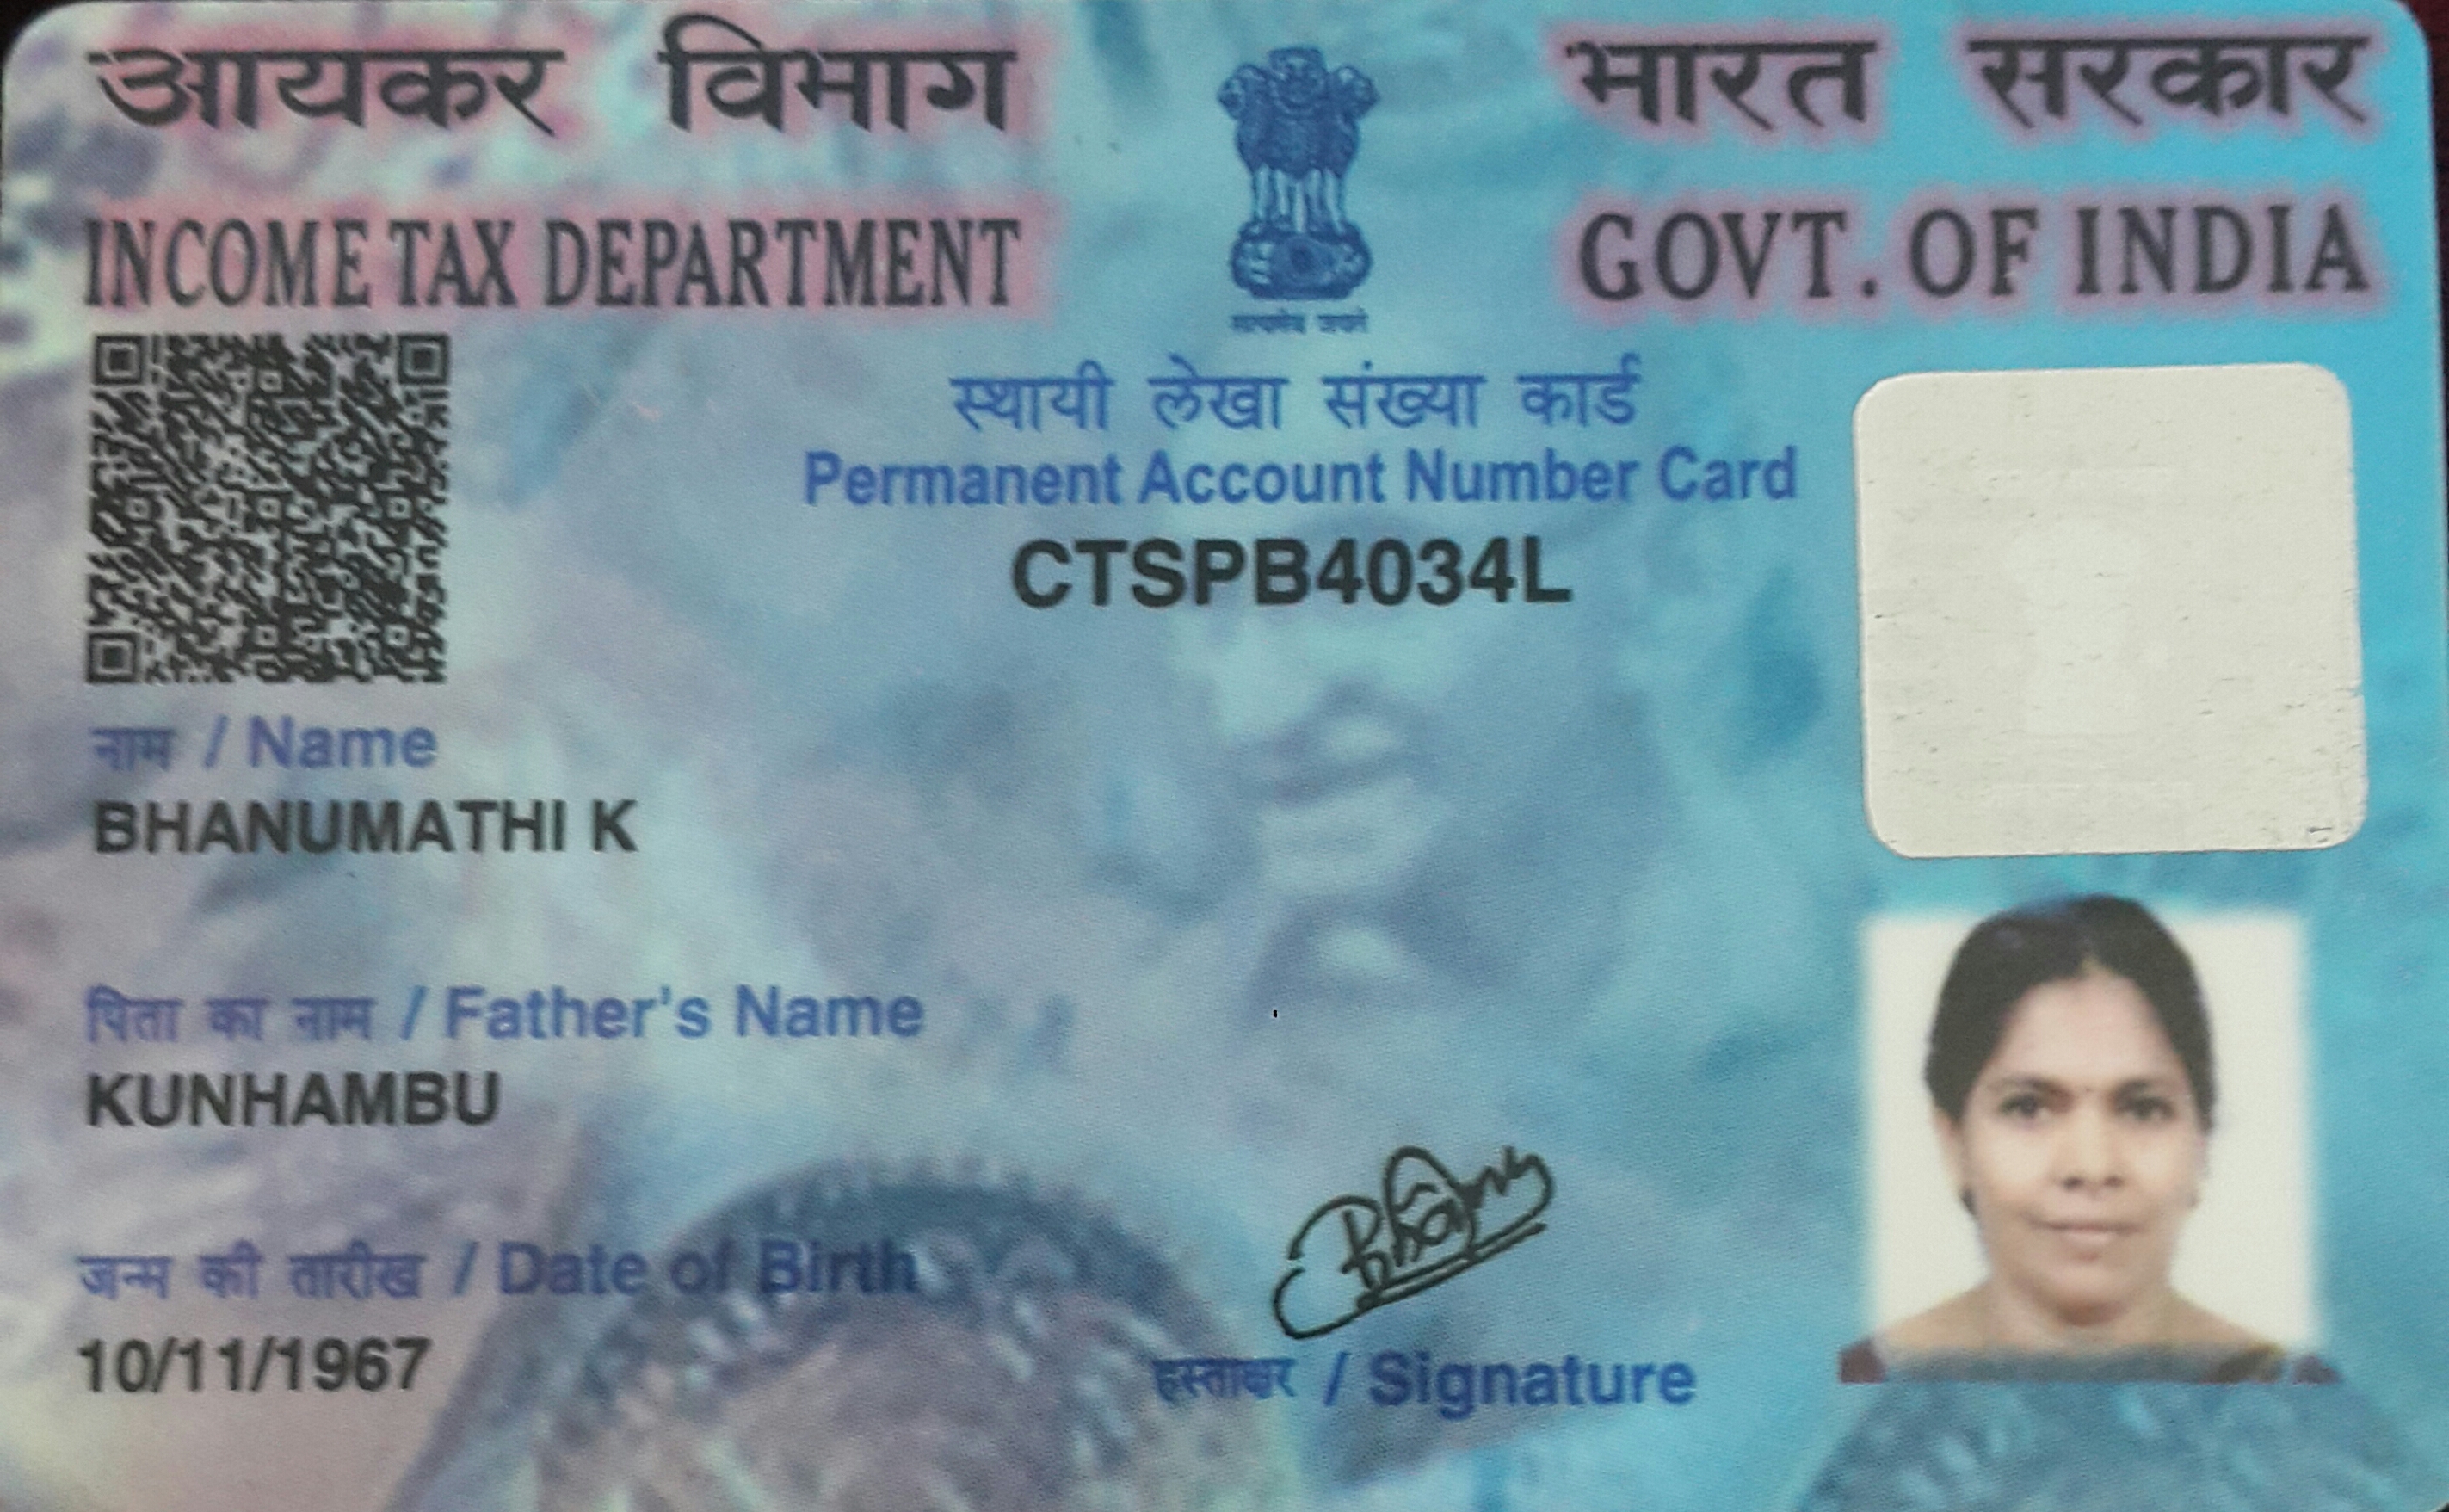 आयकर विभाग
INCOME TAX DEPARTMENT
भारत सरकार
GOVT. OF INDIA
सत्यमेव जयते
स्थायी लेखा संख्या कार्ड
Permanent Account Number Card
CTSPB4034L
नाम / Name
BHANUMATHI K
पिता का नाम / Father's Name
KUNHAMBU
जन्म की तारीख / Date of Birth
10/11/1967
हस्ताक्षर / Signature